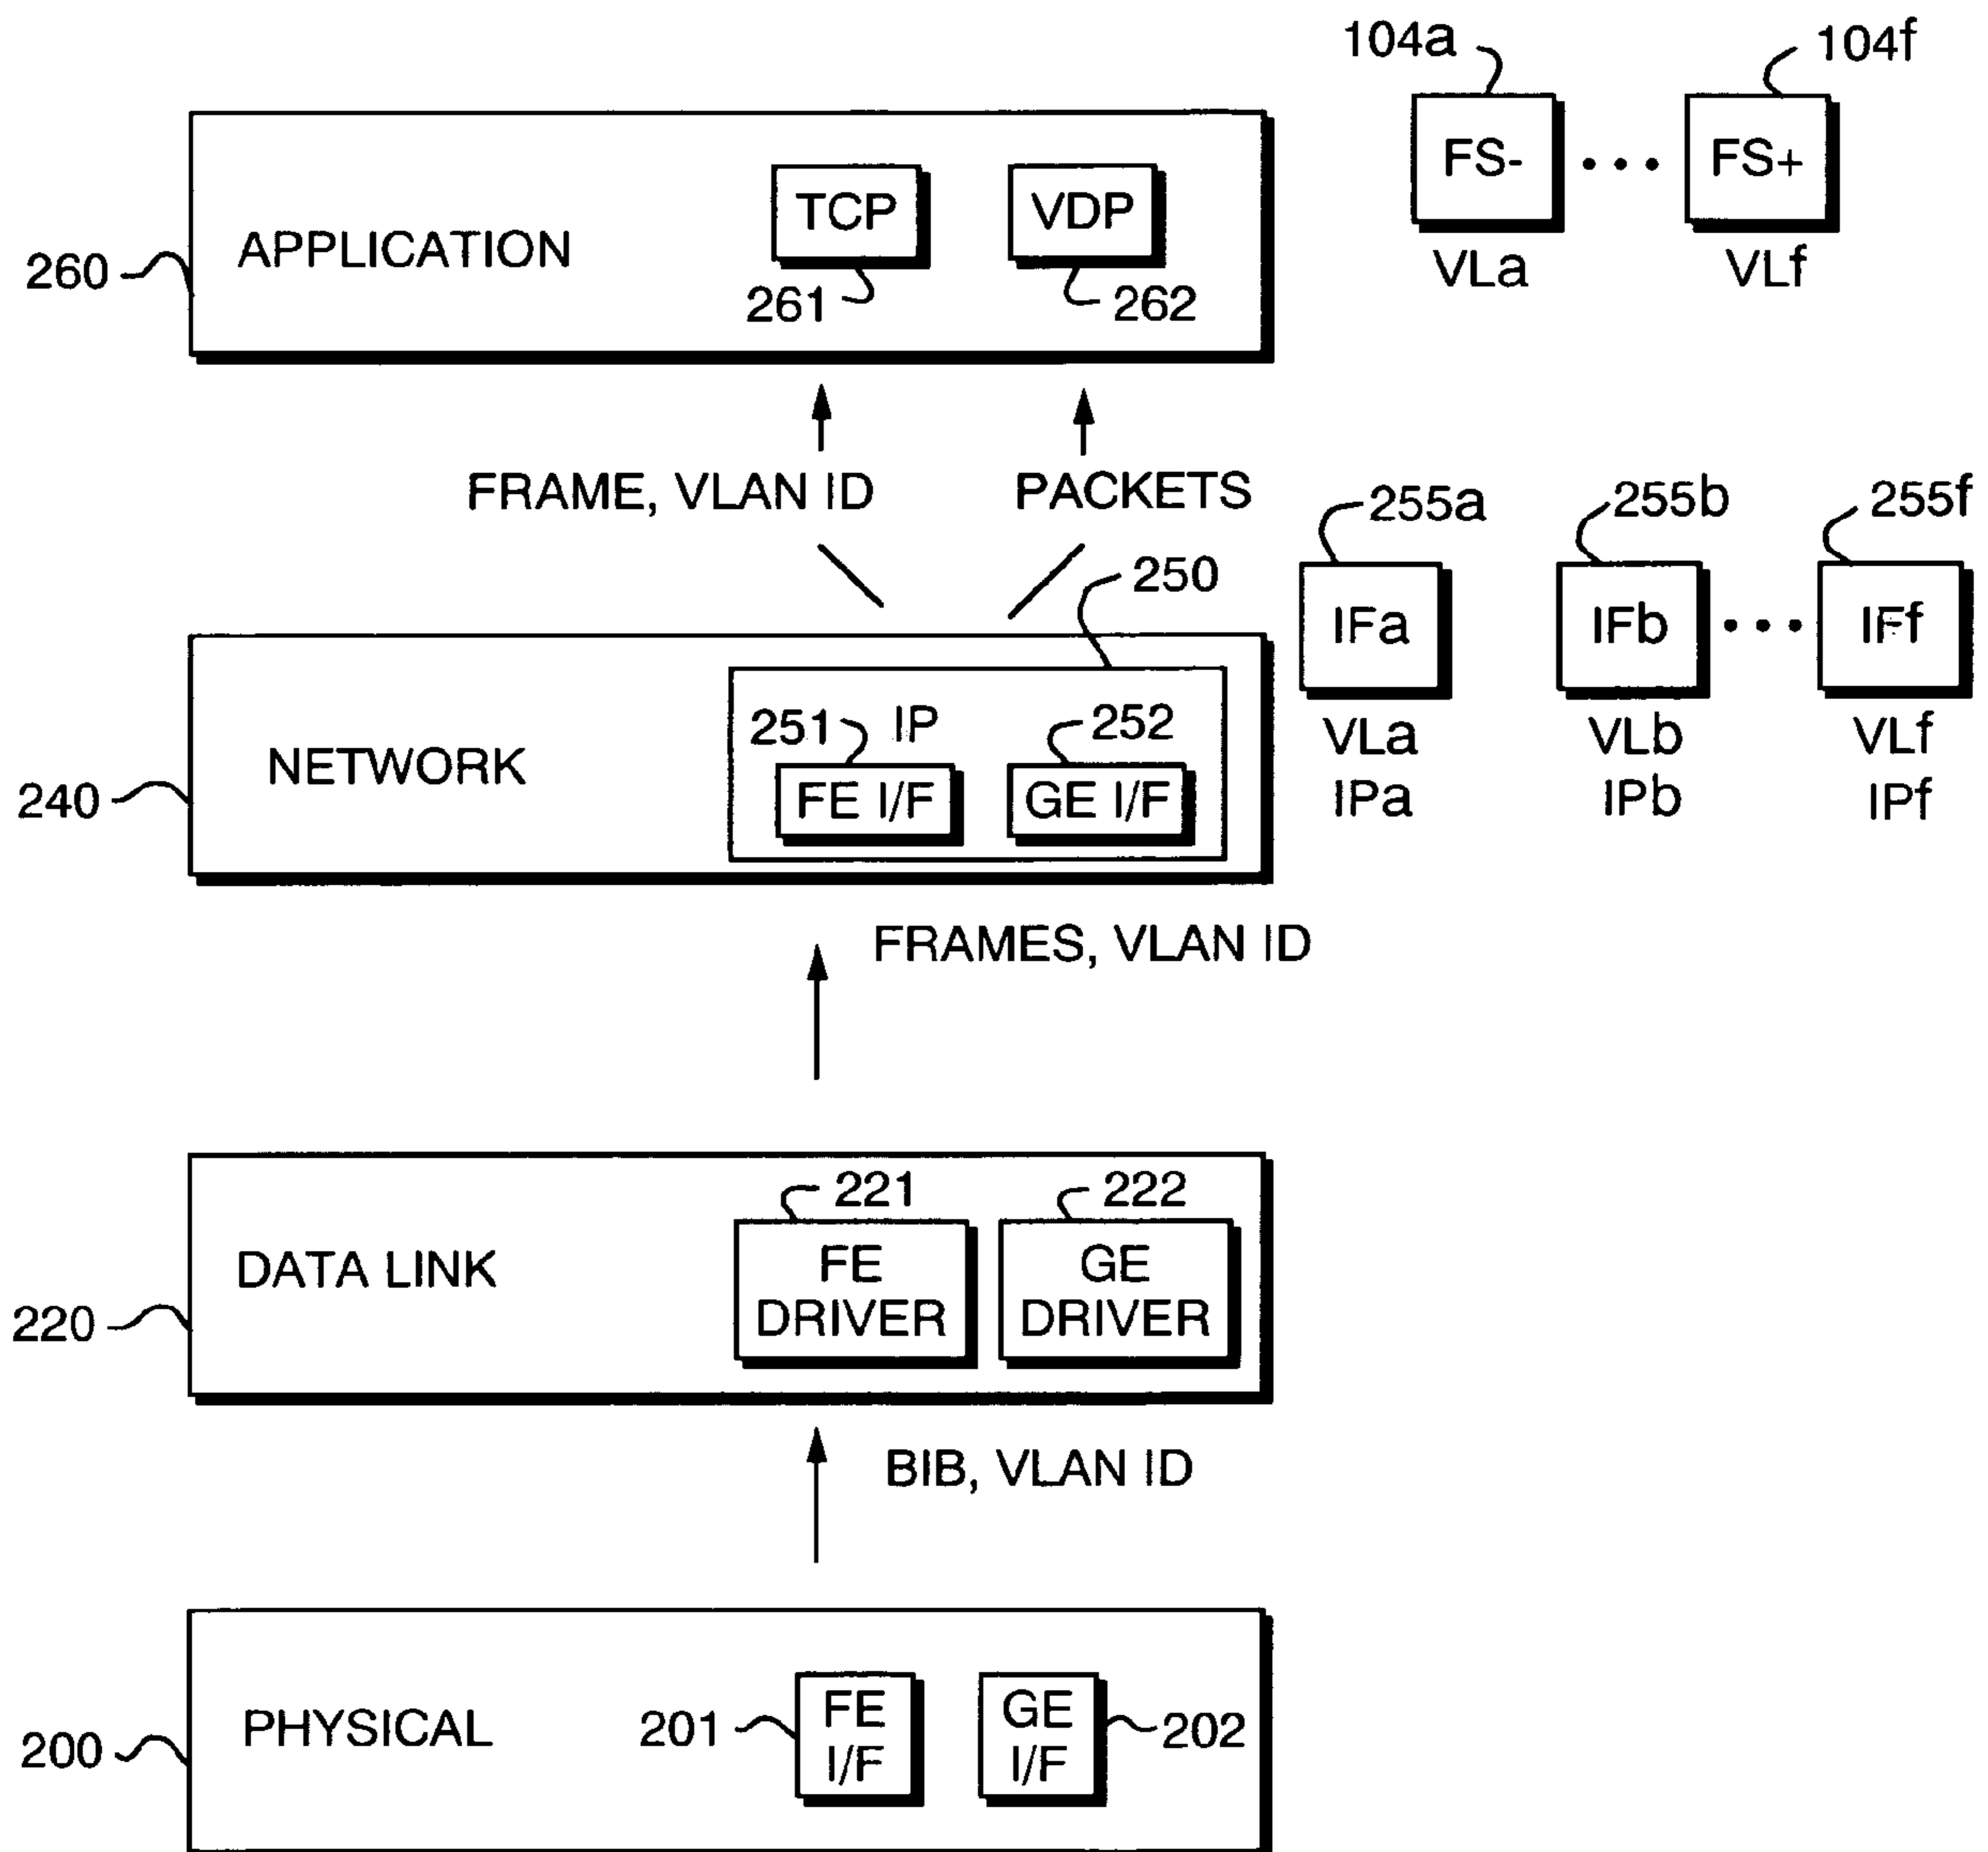 104a
104f
FS-
FS+
VLa
VLf
APPLICATION
TCP
VDP
260
261
262
FRAME, VLAN ID
PACKETS
255a
255b
255f
250
IFa
IFb
IFf
VLa
VLb
VLf
IPa
IPb
IPf
251
IP
252
NETWORK
FE I/F
GE I/F
240
FRAMES, VLAN ID
221
222
DATA LINK
FE
DRIVER
GE
DRIVER
220
BIB, VLAN ID
PHYSICAL
201
FE
I/F
GE
I/F
202
200